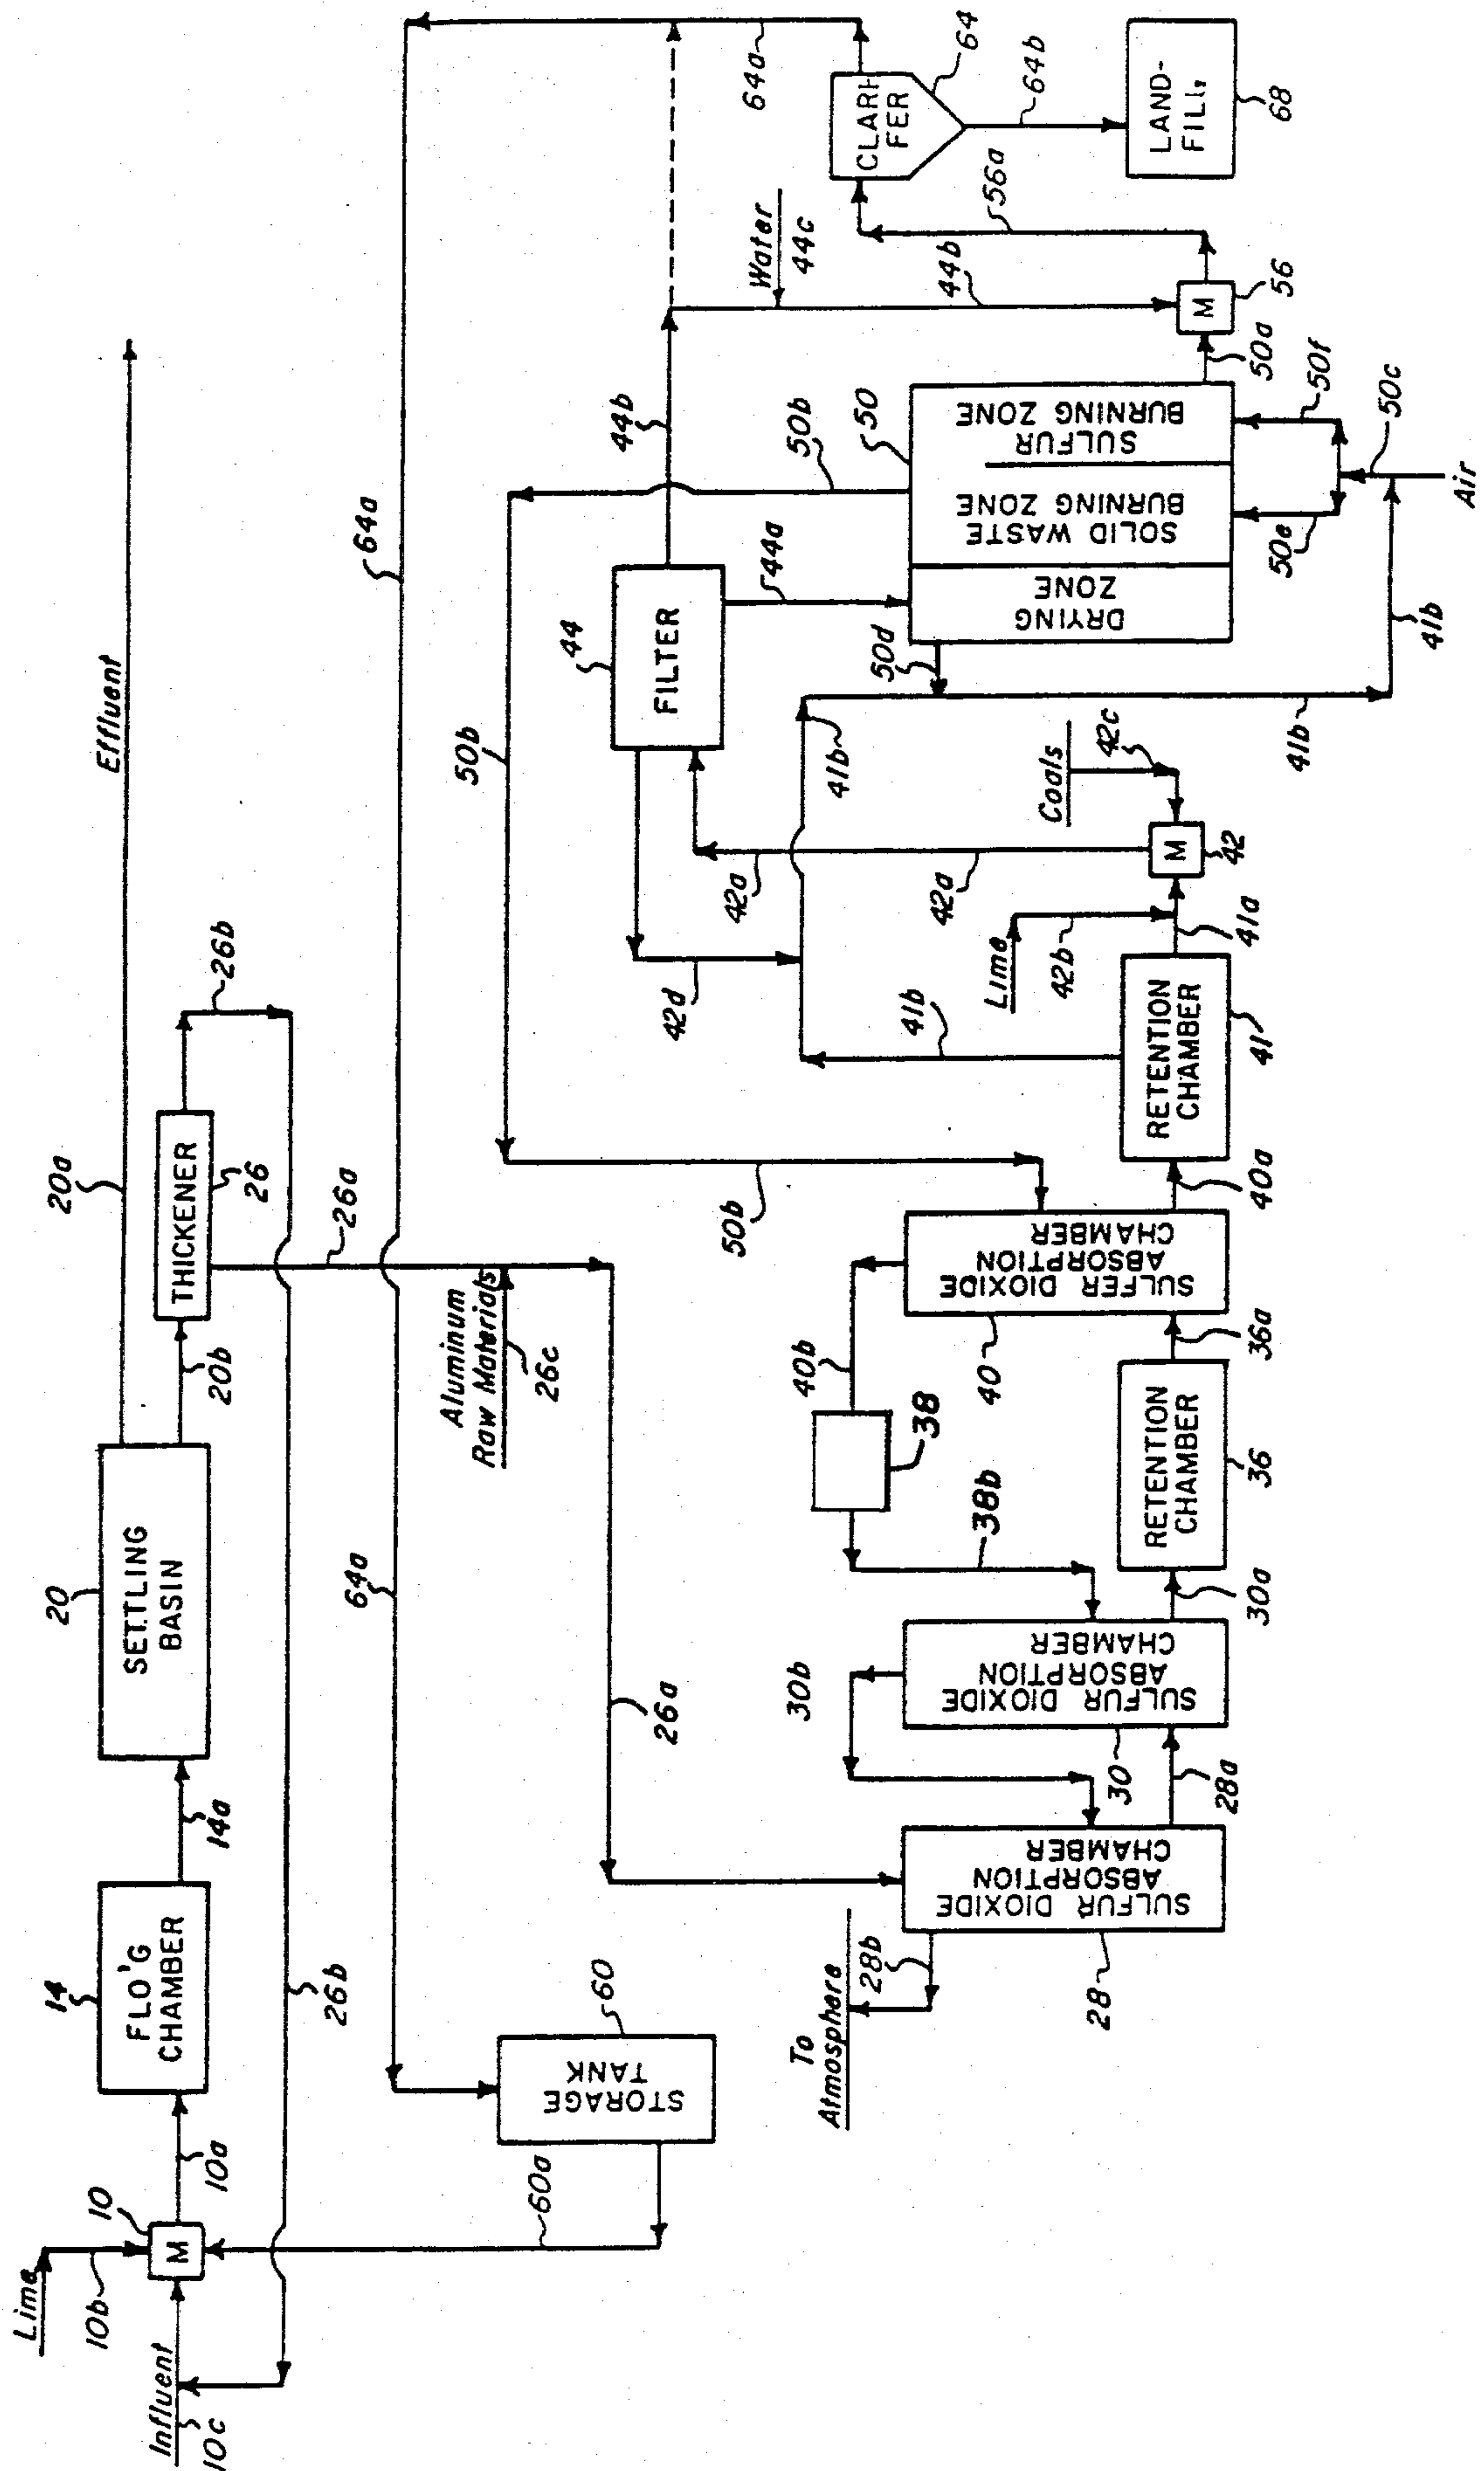 Lime
10b
10
M
Influent
10c
10a
14
FLO'G
CHAMBER
14a
20
SETTLING
BASIN
20a
Effluent
20b
THICKENER
26
26b
26b
26a
64a
64a
Aluminum
Raw Materials
26c
26a
60
STORAGE
TANK
60a
To
Atmosphere
28b
SULFUR DIOXIDE
ABSORPTION
CHAMBER
28
28a
30b
SULFUR DIOXIDE
ABSORPTION
CHAMBER
30
30a
38b
38
RETENTION
CHAMBER
36
36a
40b
SULFER DIOXIDE
ABSORPTION
CHAMBER
40
40a
50b
50b
RETENTION
CHAMBER
41
41b
41a
Lime
42b
42d
42a
42a
M
42
Coals
42c
41b
41b
41b
44
FILTER
44a
44b
50d
DRYING
ZONE
SOLID WASTE
BURNING ZONE
SULFUR
BURNING ZONE
50
50b
50e
50f
50c
Air
50a
M
56
Water
44c
44b
56a
64a
CLARI-
FER
64
64b
LAND-
FILL
68